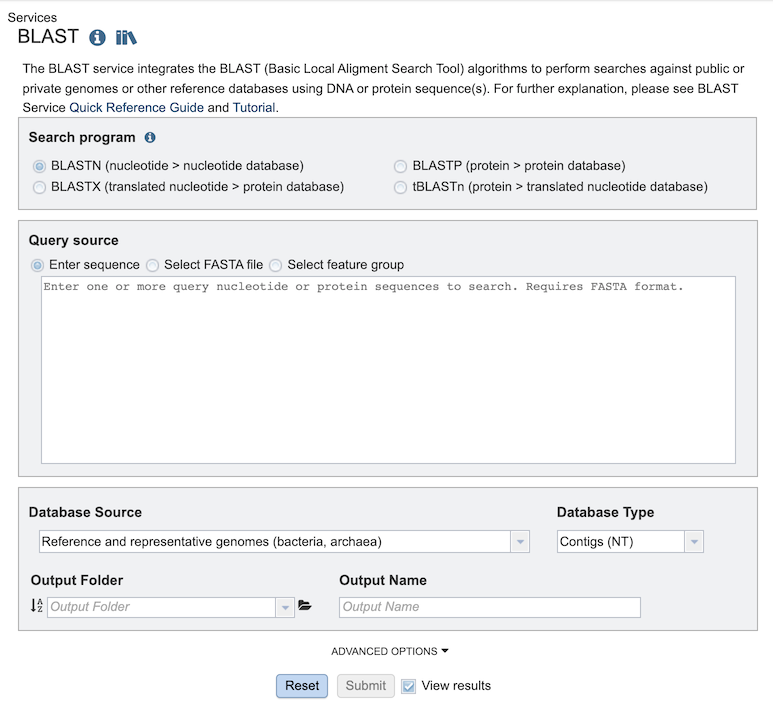 Services
BLAST
The BLAST service integrates the BLAST (Basic Local Aligment Search Tool) algorithms to perform searches against public or
private genomes or other reference databases using DNA or protein sequence(s). For further explanation, please see BLAST
Service Quick Reference Guide and Tutorial.
Search program
BLASTN (nucleotide > nucleotide database) BLASTP (protein > protein database)
BLASTX (translated nucleotide > protein database) tBLASTn (protein > translated nucleotide database)
Query source
Enter sequence Select FASTA file Select feature group
Enter one or more query nucleotide or protein sequences to search. Requires FASTA format.
Database Source Database Type
Reference and representative genomes (bacteria, archaea) Contigs (NT)
Output Folder Output Name
Output Folder Output Name
ADVANCED OPTIONS
Reset Submit View results